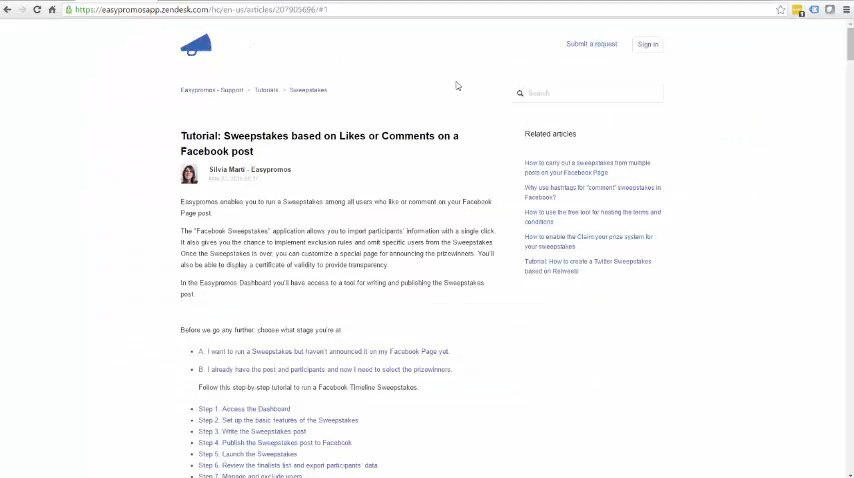 https://easypromosapp.zendesk.com/hc/en-us/articles/207905696/#1
Submit a request
Sign in
Easypromos - Support > Tutorials > Sweepstakes
Search
Tutorial: Sweepstakes based on Likes or Comments on a
Facebook post
Silvia Marti - Easypromos
Easypromos enables you to run a Sweepstakes among all users who like or comment on your Facebook
Page post
The "Facebook Sweepstakes" application allows you to import participants' information with a single click.
It also gives you the chance to implement exclusion rules and omit specific users from the Sweepstakes
Once the Sweepstakes is over, you can customize a special page for announcing the prizewinners. You'll
also be able to display a certificate of validity to provide transparency.
In the Easypromos Dashboard you'll have access to a tool for writing and publishing the Sweepstakes
post.
Before we go any further, choose what stage you're at
A. I want to run a Sweepstakes but haven't announced it on my Facebook Page yet.
B. I already have the post and participants and now I need to select the prizewinners.
Follow this step-by-step tutorial to run a Facebook Timeline Sweepstakes:
Step 1. Access the Dashboard
Step 2. Set up the basic features of the Sweepstakes
Step 3. Write the Sweepstakes post
Step 4. Publish the Sweepstakes post to Facebook
Step 5. Launch the Sweepstakes
Step 6. Review the finalists list and export participants' data
Step 7. Manage and exclude users
Related articles
How to carry out a sweepstakes from multiple
posts on your Facebook Page
Why use hashtags for "comment" sweepstakes in
Facebook?
How to use the free tool for hosting the terms and
conditions
How to enable the Claim your prize system for
your sweepstakes
Tutorial: How to create a Twitter Sweepstakes
based on Retweets